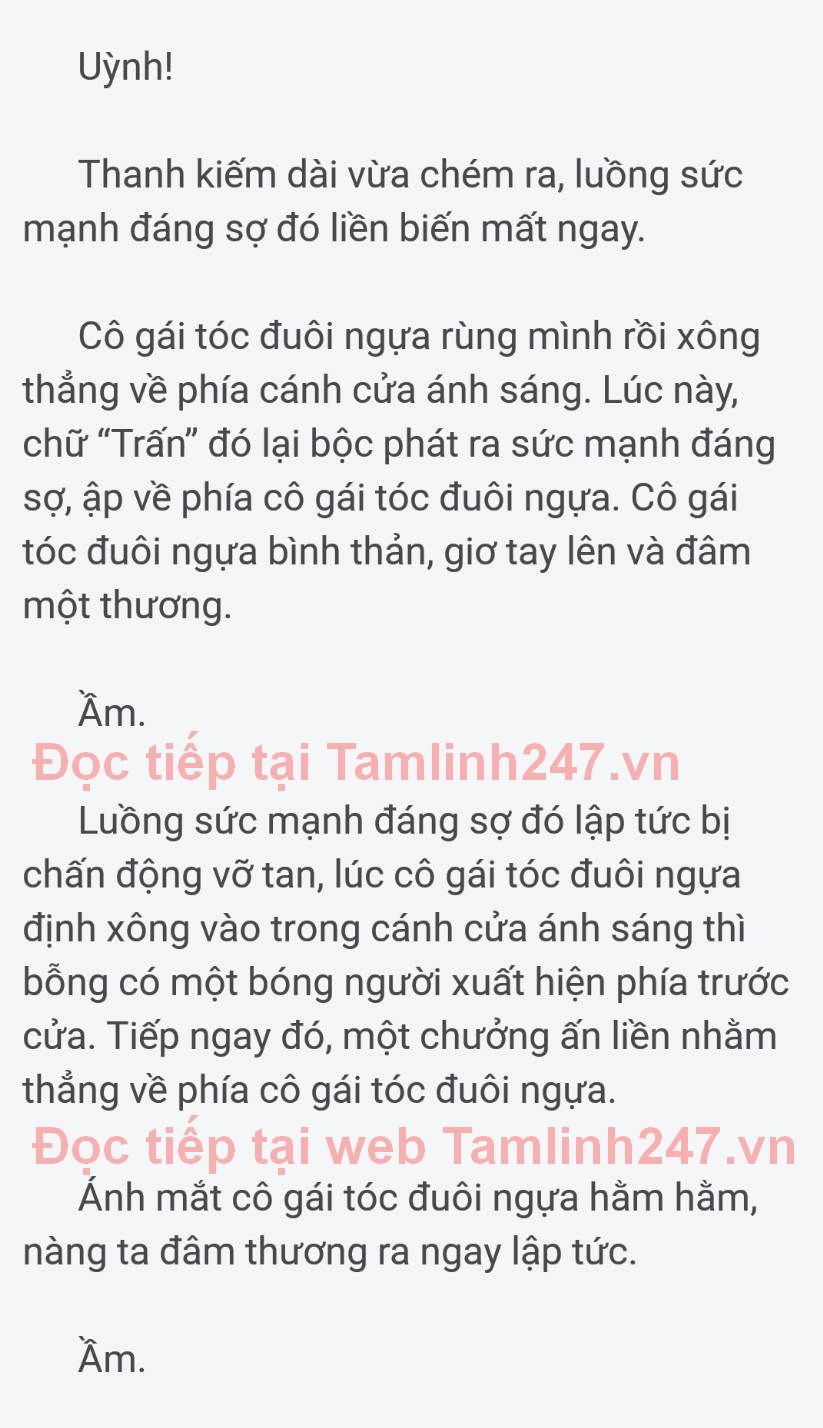 Uỳnh!
Thanh kiếm dài vừa chém ra, luồng sức
mạnh đáng sợ đó liền biến mất ngay.
Cô gái tóc đuôi ngựa rùng mình rồi xông
thẳng về phía cánh cửa ánh sáng. Lúc này,
chữ “Trấn” đó lại bộc phát ra sức mạnh đáng
sợ, ập về phía cô gái tóc đuôi ngựa. Cô gái
tóc đuôi ngựa bình thản, giơ tay lên và đâm
một thương.
Ầm.
Đọc tiếp tại Tamlinh247.vn
Luồng sức mạnh đáng sợ đó lập tức bị
chấn động vỡ tan, lúc cô gái tóc đuôi ngựa
định xông vào trong cánh cửa ánh sáng thì
bỗng có một bóng người xuất hiện phía trước
cửa. Tiếp ngay đó, một chưởng ấn liền nhằm
thẳng về phía cô gái tóc đuôi ngựa.
Đọc tiếp tại web Tamlinh247.vn
Ánh mắt cô gái tóc đuôi ngựa hằm hằm,
nàng ta đâm thương ra ngay lập tức.
Ầm.